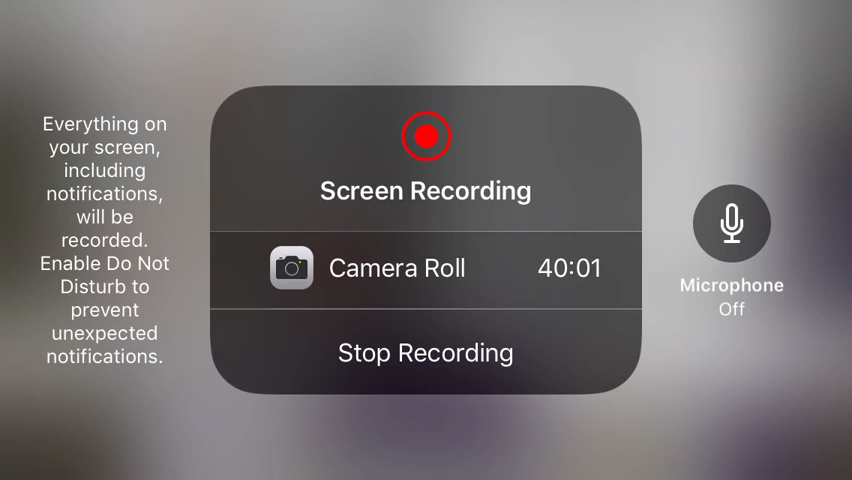 Everything on
your screen,
including
notifications,
will be
recorded.
Enable Do Not
Disturb to
prevent
unexpected
notifications.
Screen Recording
Camera Roll 40:01
Stop Recording
Microphone
Off